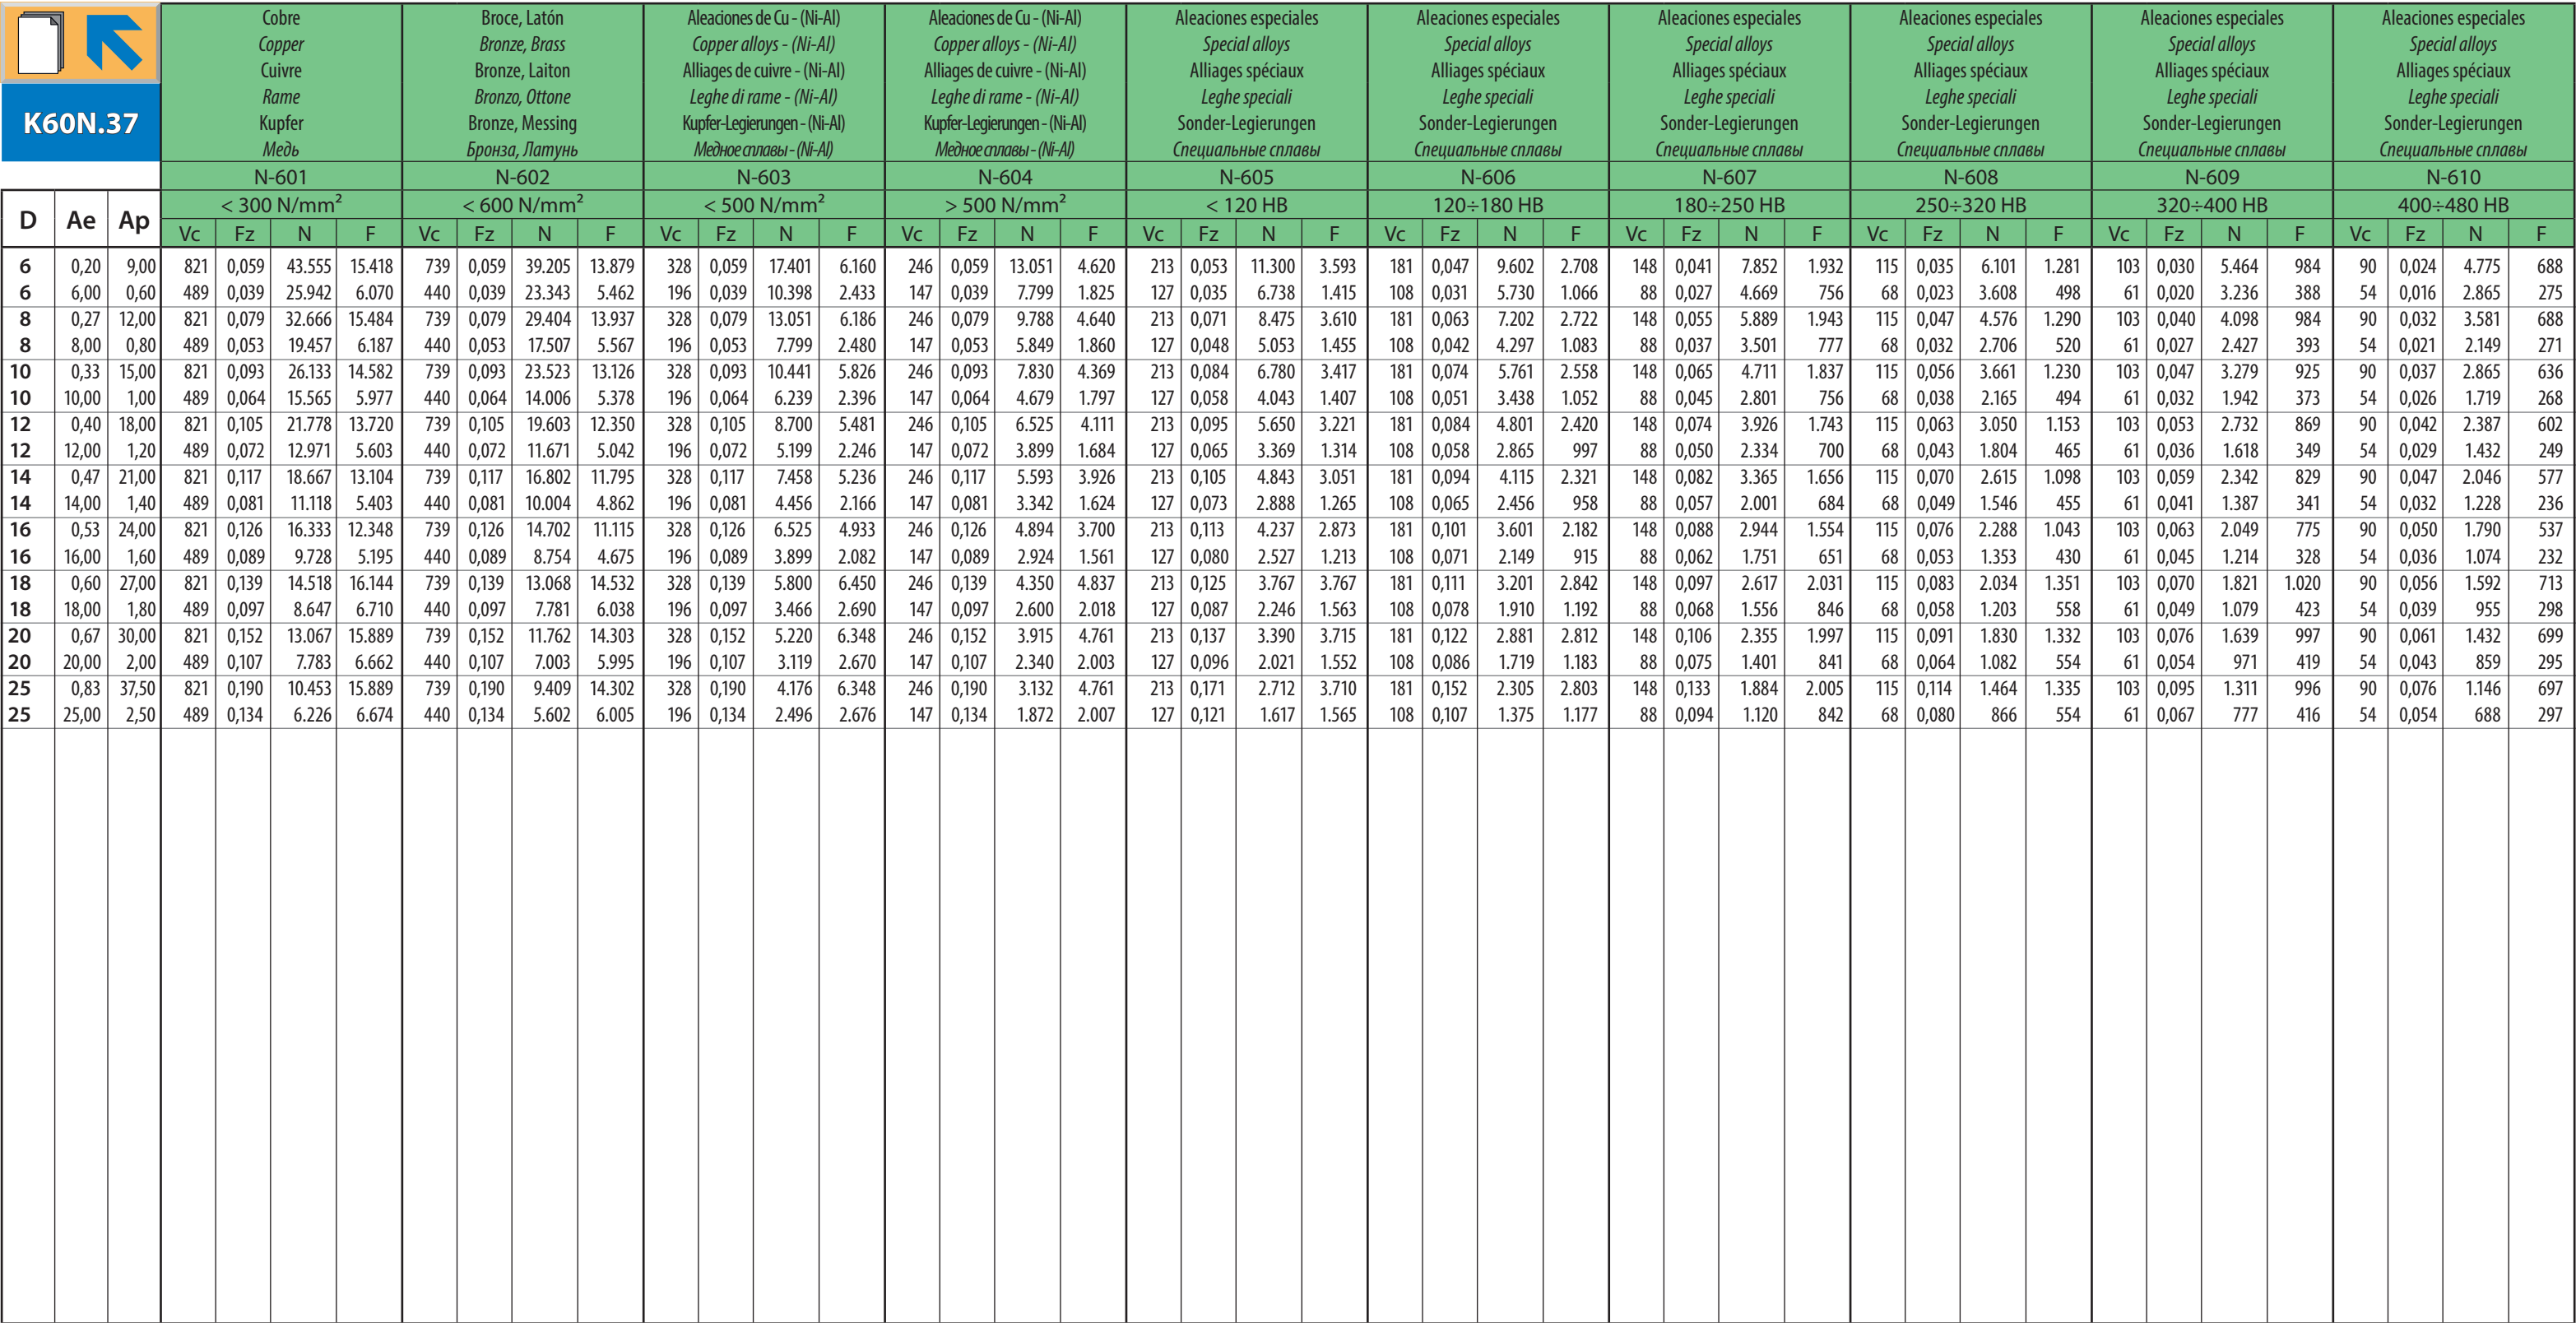 K60N.37
Cobre Broce, Latón Aleaciones de Cu - (Ni-Al) Aleaciones de Cu - (Ni-Al) Aleaciones especiales Aleaciones especiales Aleaciones especiales Aleaciones especiales Aleaciones especiales Aleaciones especiales
Copper Bronze, Brass Copper alloys - (Ni-Al) Copper alloys - (Ni-Al) Special alloys Special alloys Special alloys Special alloys Special alloys Special alloys
Cuivre Bronze, Laiton Alliages de cuivre - (Ni-Al) Alliages de cuivre - (Ni-Al) Alliages spéciaux Alliages spéciaux Alliages spéciaux Alliages spéciaux Alliages spéciaux Alliages spéciaux
Rame Bronzo, Ottone Leghe di rame - (Ni-Al) Leghe di rame - (Ni-Al) Leghe speciali Leghe speciali Leghe speciali Leghe speciali Leghe speciali Leghe speciali
Kupfer Bronze, Messing Kupfer-Legierungen - (Ni-Al) Kupfer-Legierungen - (Ni-Al) Sonder-Legierungen Sonder-Legierungen Sonder-Legierungen Sonder-Legierungen Sonder-Legierungen Sonder-Legierungen
Медь Бронза, Латунь Медное сплавы - (Ni-Al) Медное сплавы - (Ni-Al) Специальные сплавы Специальные сплавы Специальные сплавы Специальные сплавы Специальные сплавы Специальные сплавы
N-601 N-602 N-603 N-604 N-605 N-606 N-607 N-608 N-609 N-610
< 300 N/mm² < 600 N/mm² < 500 N/mm² > 500 N/mm² < 120 HB 120÷180 HB 180÷250 HB 250÷320 HB 320÷400 HB 400÷480 HB
D Ae Ap Vc Fz N F Vc Fz N F Vc Fz N F Vc Fz N F Vc Fz N F Vc Fz N F Vc Fz N F Vc Fz N F Vc Fz N F Vc Fz N F
6 0,20 9,00 821 0,059 43.555 15.418 739 0,059 39.205 13.879 328 0,059 17.401 6.160 246 0,059 13.051 4.620 213 0,053 11.300 3.593 181 0,047 9.602 2.708 148 0,041 7.852 1.932 115 0,035 6.101 1.281 103 0,030 5.464 984 90 0,024 4.775 688
6 6,00 0,60 489 0,039 25.942 6.070 440 0,039 23.343 5.462 196 0,039 10.398 2.433 147 0,039 7.799 1.825 127 0,035 6.738 1.415 108 0,031 5.730 1.066 88 0,027 4.669 756 68 0,023 3.608 498 61 0,020 3.236 388 54 0,016 2.865 275
8 0,27 12,00 821 0,079 32.666 15.484 739 0,079 29.404 13.937 328 0,079 13.051 6.186 246 0,079 9.788 4.640 213 0,071 8.475 3.610 181 0,063 7.202 2.722 148 0,055 5.889 1.943 115 0,047 4.576 1.290 103 0,040 4.098 984 90 0,032 3.581 688
8 8,00 0,80 489 0,053 19.457 6.187 440 0,053 17.507 5.567 196 0,053 7.799 2.480 147 0,053 5.849 1.860 127 0,048 5.053 1.455 108 0,042 4.297 1.083 88 0,037 3.501 777 68 0,032 2.706 520 61 0,027 2.427 393 54 0,021 2.149 271
10 0,33 15,00 821 0,093 26.133 14.582 739 0,093 23.523 13.126 328 0,093 10.441 5.826 246 0,093 7.830 4.369 213 0,084 6.780 3.417 181 0,074 5.761 2.558 148 0,065 4.711 1.837 115 0,056 3.661 1.230 103 0,047 3.279 925 90 0,037 2.865 636
10 10,00 1,00 489 0,064 15.565 5.977 440 0,064 14.006 5.378 196 0,064 6.239 2.396 147 0,064 4.679 1.797 127 0,058 4.043 1.407 108 0,051 3.438 1.052 88 0,045 2.801 756 68 0,038 2.165 494 61 0,032 1.942 373 54 0,026 1.719 268
12 0,40 18,00 821 0,105 21.778 13.720 739 0,105 19.603 12.350 328 0,105 8.700 5.481 246 0,105 6.525 4.111 213 0,095 5.650 3.221 181 0,084 4.801 2.420 148 0,074 3.926 1.743 115 0,063 3.050 1.153 103 0,053 2.732 869 90 0,042 2.387 602
12 12,00 1,20 489 0,072 12.971 5.603 440 0,072 11.671 5.042 196 0,072 5.199 2.246 147 0,072 3.899 1.684 127 0,065 3.369 1.314 108 0,058 2.865 997 88 0,050 2.334 700 68 0,043 1.804 465 61 0,036 1.618 349 54 0,029 1.432 249
14 0,47 21,00 821 0,117 18.667 13.104 739 0,117 16.802 11.795 328 0,117 7.458 5.236 246 0,117 5.593 3.926 213 0,105 4.843 3.051 181 0,094 4.115 2.321 148 0,082 3.365 1.656 115 0,070 2.615 1.098 103 0,059 2.342 829 90 0,047 2.046 577
14 14,00 1,40 489 0,081 11.118 5.403 440 0,081 10.004 4.862 196 0,081 4.456 2.166 147 0,081 3.342 1.624 127 0,073 2.888 1.265 108 0,065 2.456 958 88 0,057 2.001 684 68 0,049 1.546 455 61 0,041 1.387 341 54 0,032 1.228 236
16 0,53 24,00 821 0,126 16.333 12.348 739 0,126 14.702 11.115 328 0,126 6.525 4.933 246 0,126 4.894 3.700 213 0,113 4.237 2.873 181 0,101 3.601 2.182 148 0,088 2.944 1.554 115 0,076 2.288 1.043 103 0,063 2.049 775 90 0,050 1.790 537
16 16,00 1,60 489 0,089 9.728 5.195 440 0,089 8.754 4.675 196 0,089 3.899 2.082 147 0,089 2.924 1.561 127 0,080 2.527 1.213 108 0,071 2.149 915 88 0,062 1.751 651 68 0,053 1.353 430 61 0,045 1.214 328 54 0,036 1.074 232
18 0,60 27,00 821 0,139 14.518 16.144 739 0,139 13.068 14.532 328 0,139 5.800 6.450 246 0,139 4.350 4.837 213 0,125 3.767 3.767 181 0,111 3.201 2.842 148 0,097 2.617 2.031 115 0,083 2.034 1.351 103 0,070 1.821 1.020 90 0,056 1.592 713
18 18,00 1,80 489 0,097 8.647 6.710 440 0,097 7.781 6.038 196 0,097 3.466 2.690 147 0,097 2.600 2.018 127 0,087 2.246 1.563 108 0,078 1.910 1.192 88 0,068 1.556 846 68 0,058 1.203 558 61 0,049 1.079 423 54 0,039 955 298
20 0,67 30,00 821 0,152 13.067 15.889 739 0,152 11.762 14.303 328 0,152 5.220 6.348 246 0,152 3.915 4.761 213 0,137 3.390 3.715 181 0,122 2.881 2.812 148 0,106 2.355 1.997 115 0,091 1.830 1.332 103 0,076 1.639 997 90 0,061 1.432 699
20 20,00 2,00 489 0,107 7.783 6.662 440 0,107 7.003 5.995 196 0,107 3.119 2.670 147 0,107 2.340 2.003 127 0,096 2.021 1.552 108 0,086 1.719 1.183 88 0,075 1.401 841 68 0,064 1.082 554 61 0,054 971 419 54 0,043 859 295
25 0,83 37,50 821 0,190 10.453 15.889 739 0,190 9.409 14.302 328 0,190 4.176 6.348 246 0,190 3.132 4.761 213 0,171 2.712 3.710 181 0,152 2.305 2.803 148 0,133 1.884 2.005 115 0,114 1.464 1.335 103 0,095 1.311 996 90 0,076 1.146 697
25 25,00 2,50 489 0,134 6.226 6.674 440 0,134 5.602 6.005 196 0,134 2.496 2.676 147 0,134 1.872 2.007 127 0,121 1.617 1.565 108 0,107 1.375 1.177 88 0,094 1.120 842 68 0,080 866 554 61 0,067 777 416 54 0,054 688 297